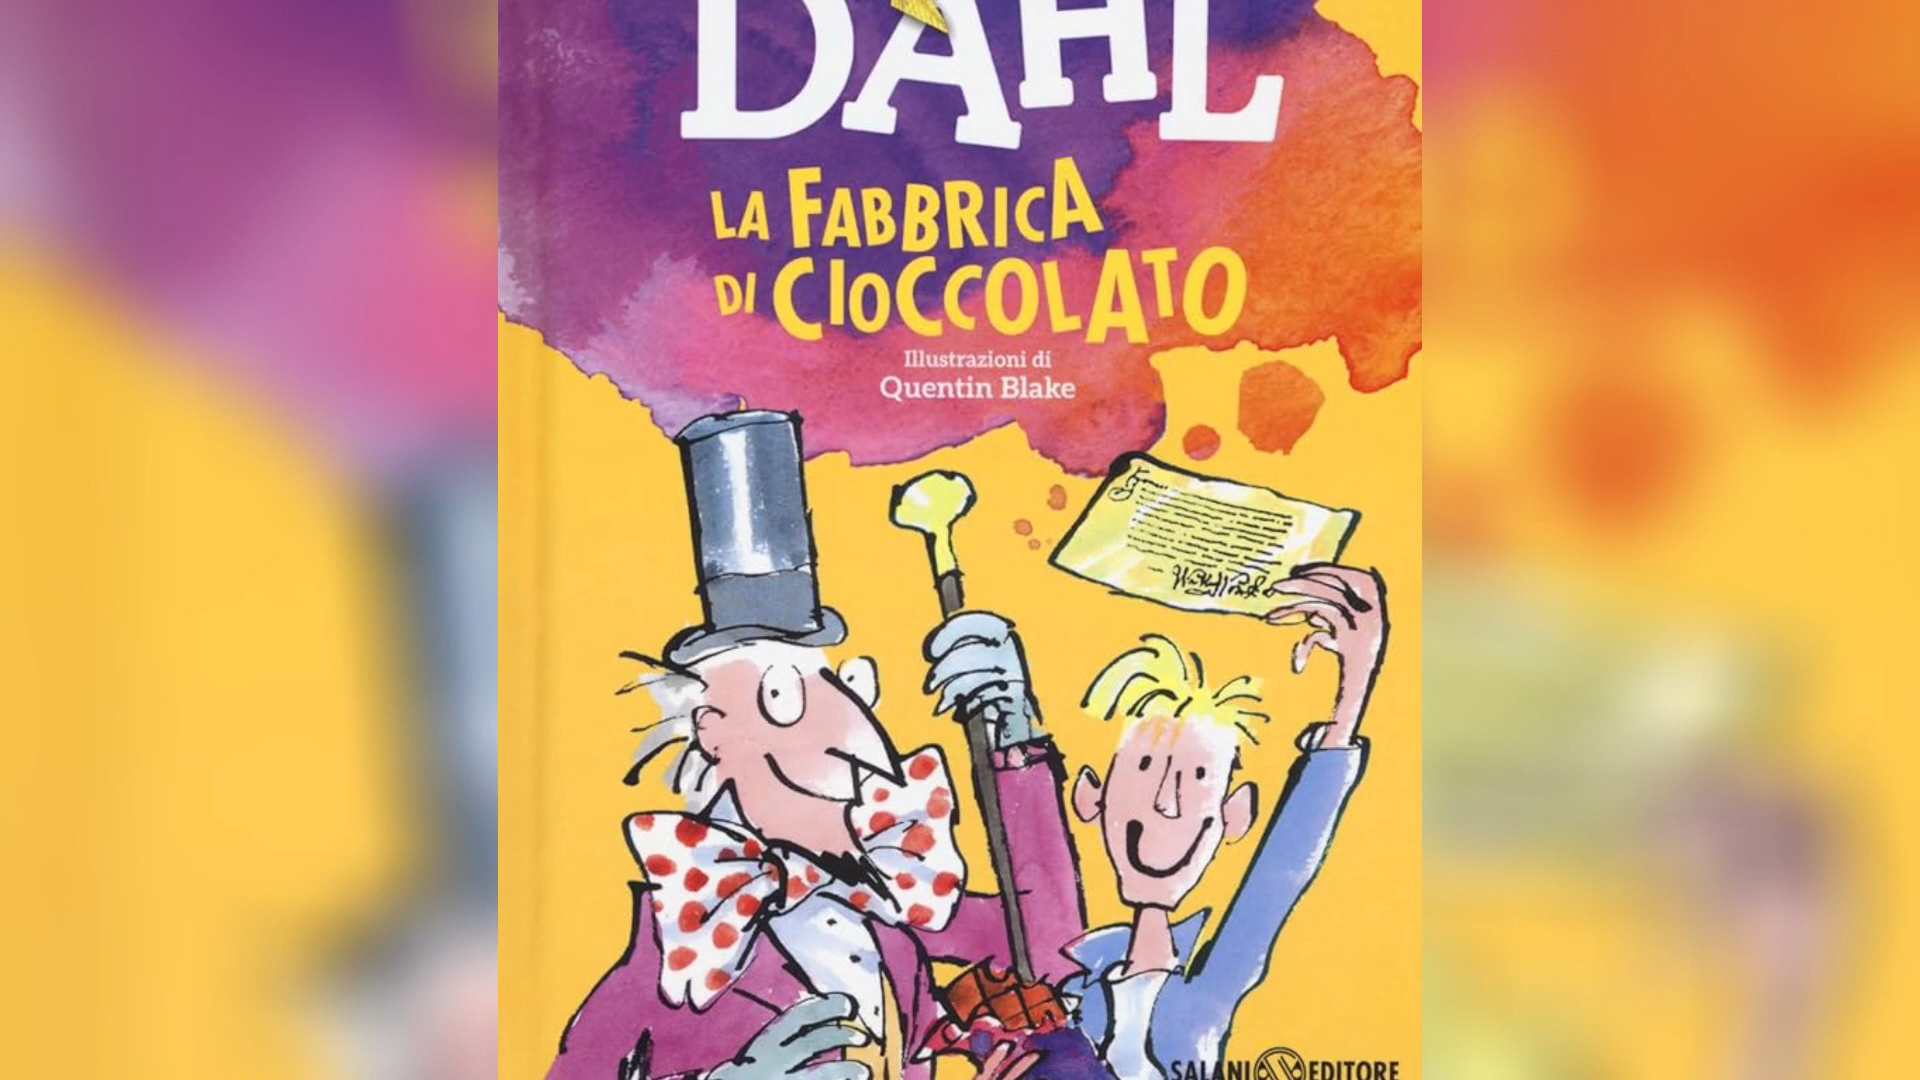 DAHL
LA FABBRICA
DI CIOCCOLATO
Illustrazioni di
Quentin Blake
SALANI EDITORE